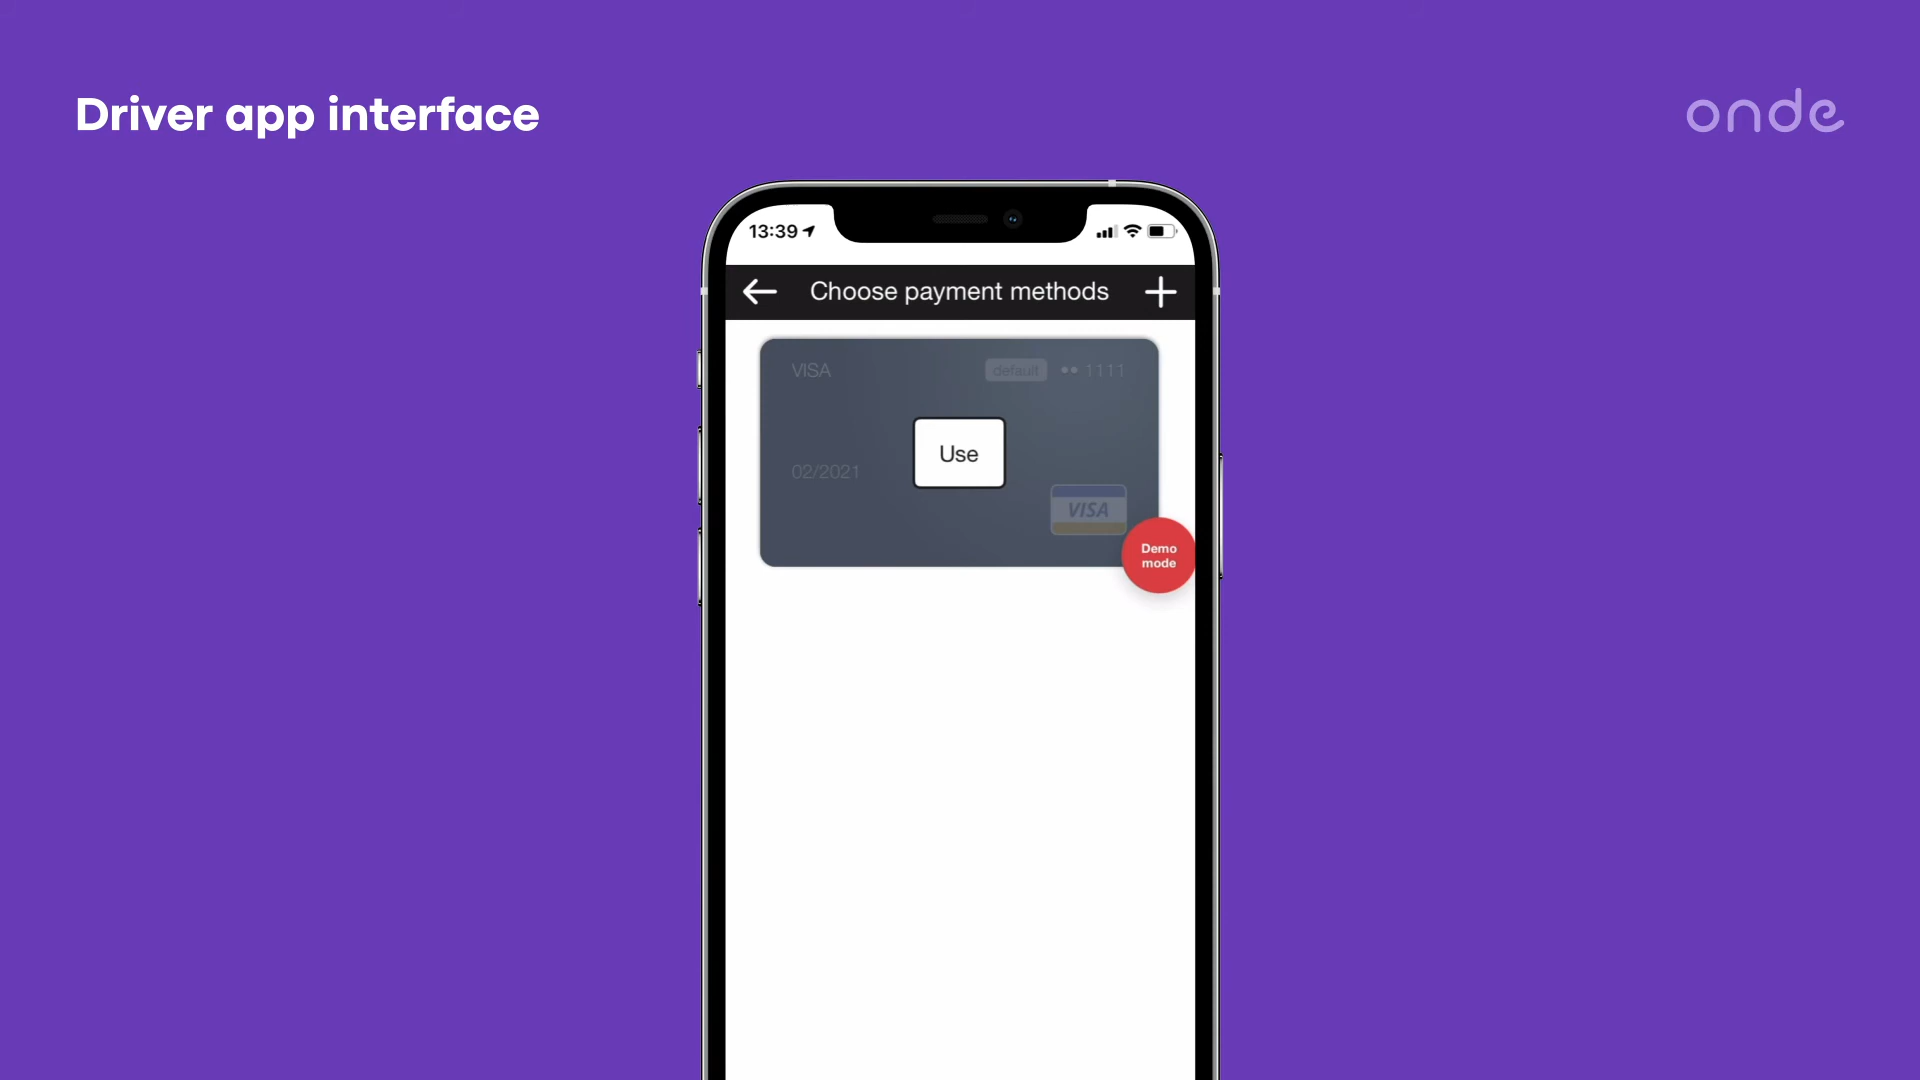 Driver app interface
onde
13:39
Choose payment methods
VISA
default
•• 1111
Use
02/2021
VISA
Demo
mode